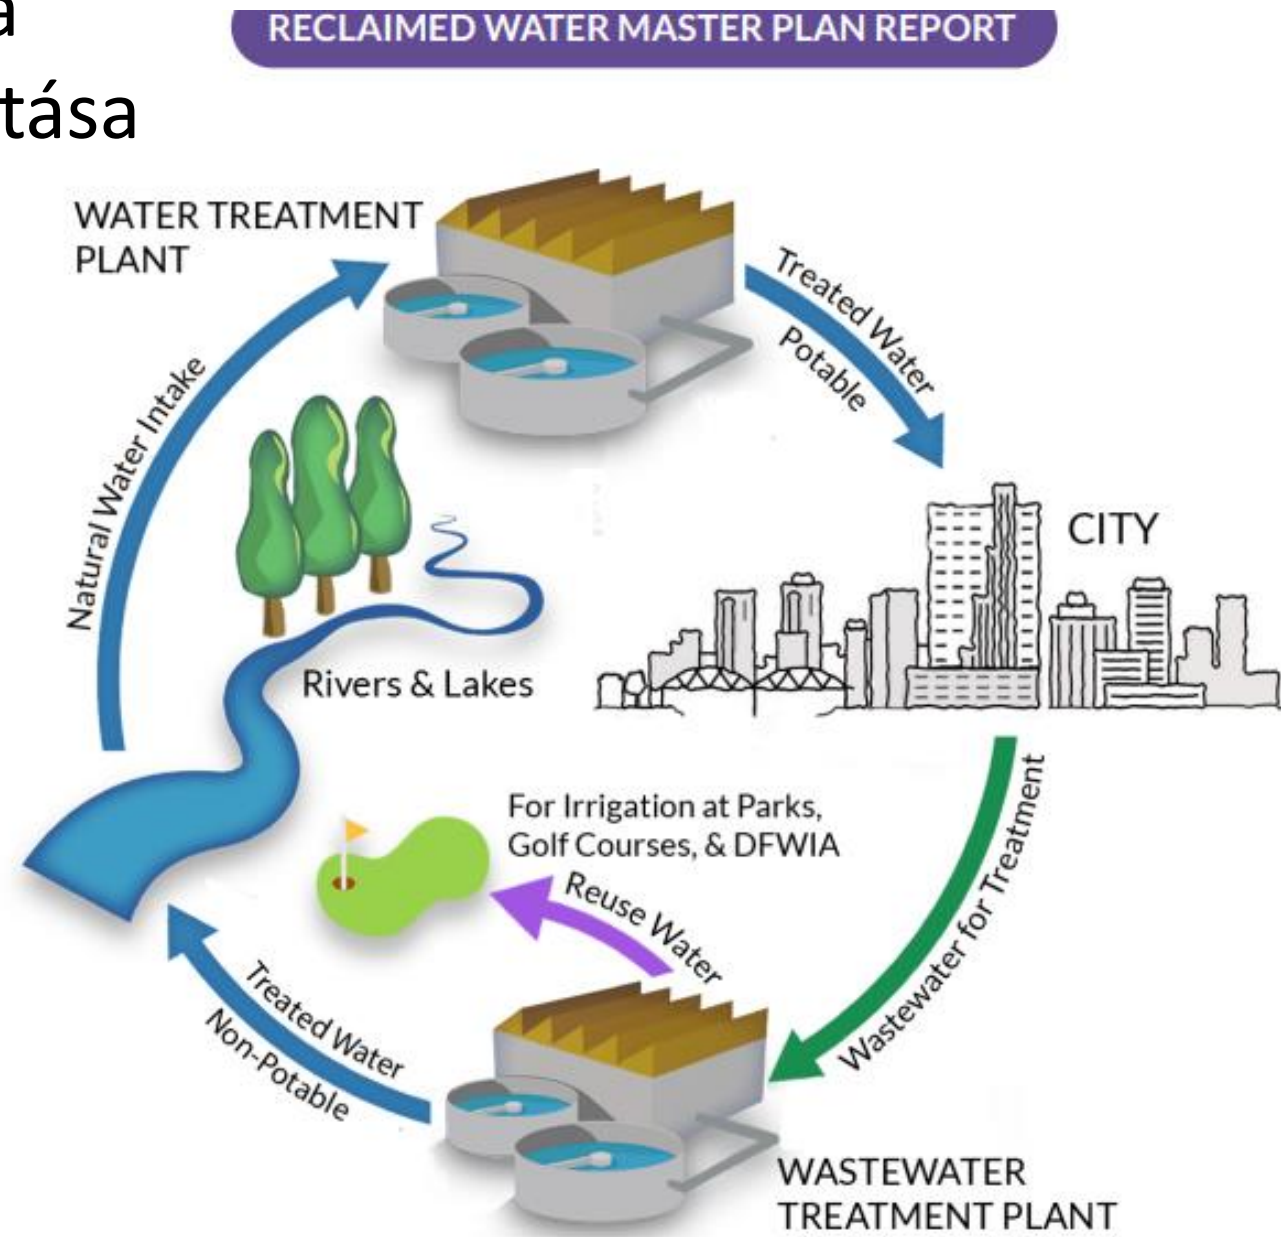 a
tása
RECLAIMED WATER MASTER PLAN REPORT
WATER TREATMENT
PLANT
Treated Water
Potable
Natural Water Intake
CITY
Rivers & Lakes
For Irrigation at Parks,
Golf Courses, & DFWIA
Reuse Water
Wastewater for Treatment
Treated Water
Non-Potable
WASTEWATER
TREATMENT PLANT